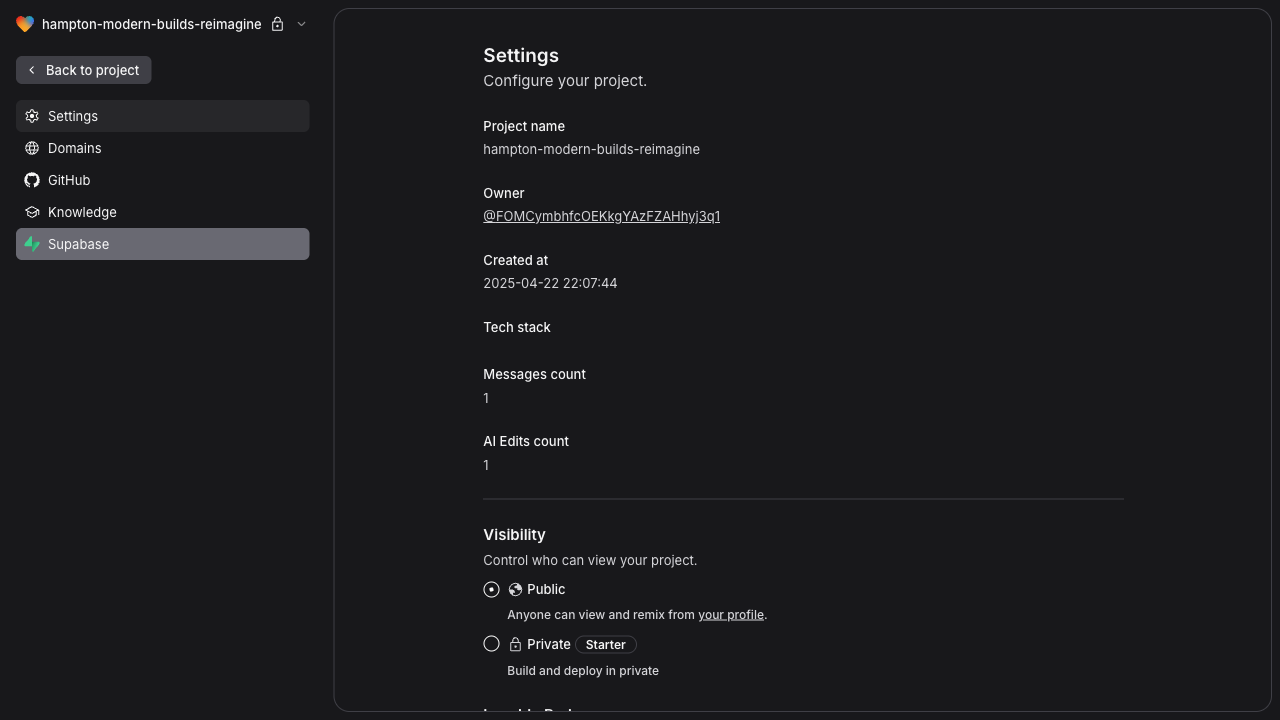 hampton-modern-builds-reimagine
Back to project
Settings
Domains
GitHub
Knowledge
Supabase
Settings
Configure your project.
Project name
hampton-modern-builds-reimagine
Owner
@FOMCymbhfcOEKkgYAzFZAHhyj3q1
Created at
2025-04-22 22:07:44
Tech stack
Messages count
1
AI Edits count
1
Visibility
Control who can view your project.
Public
Anyone can view and remix from your profile.
Private Starter
Build and deploy in private